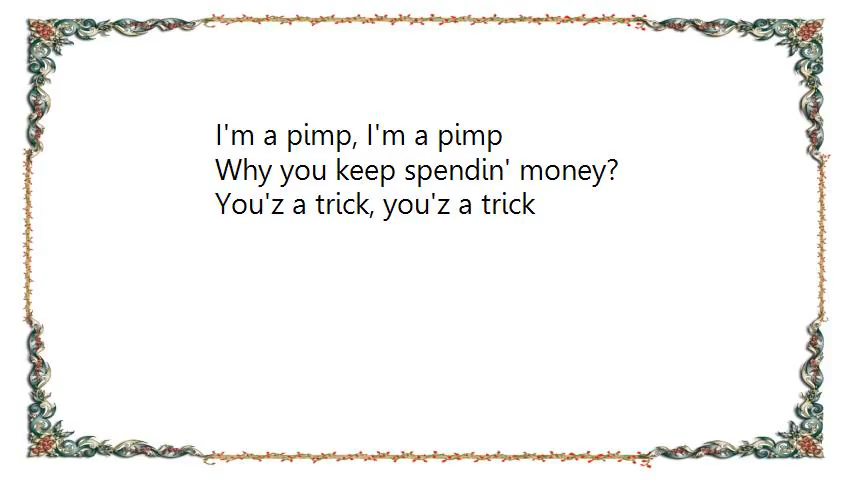 I'm a pimp, I'm a pimp
Why you keep spendin' money?
You'z a trick, you'z a trick